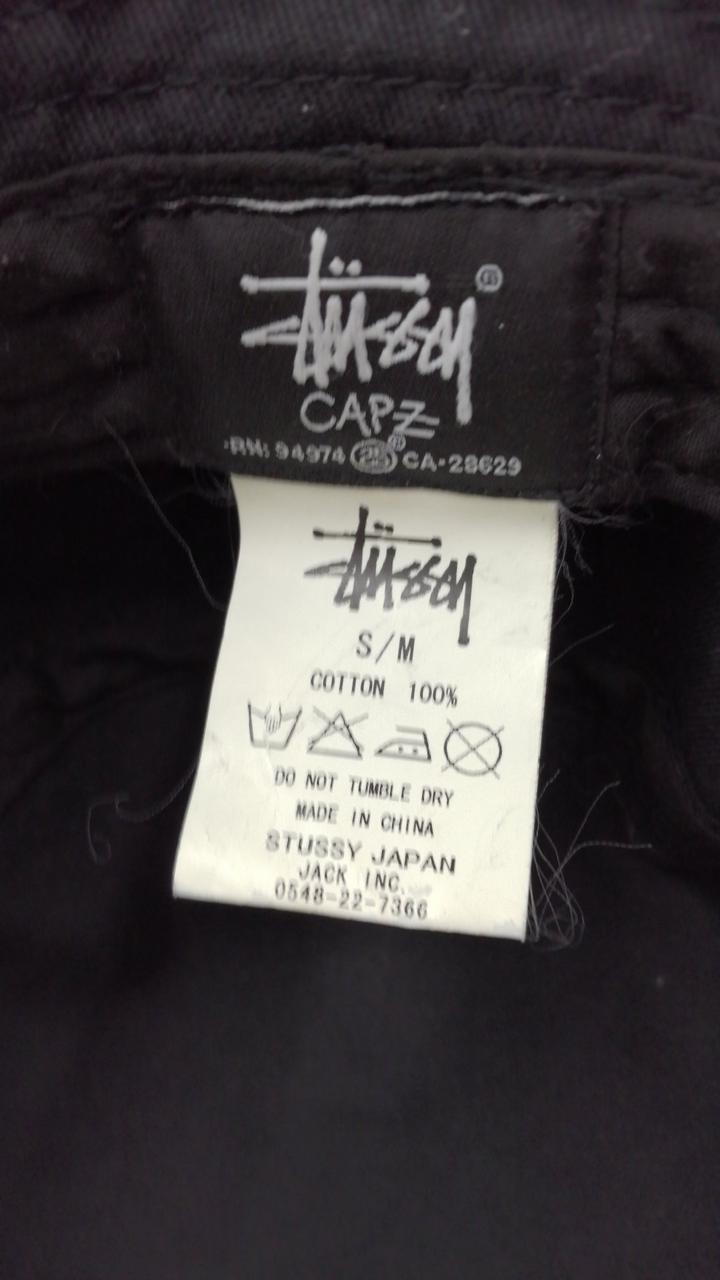 Stüssy ®
CAPZ
RN: 94974 ® CA-28629
Stüssy
S/M
COTTON 100%
DO NOT TUMBLE DRY
MADE IN CHINA
STUSSY JAPAN
JACK INC.
0548-22-7366